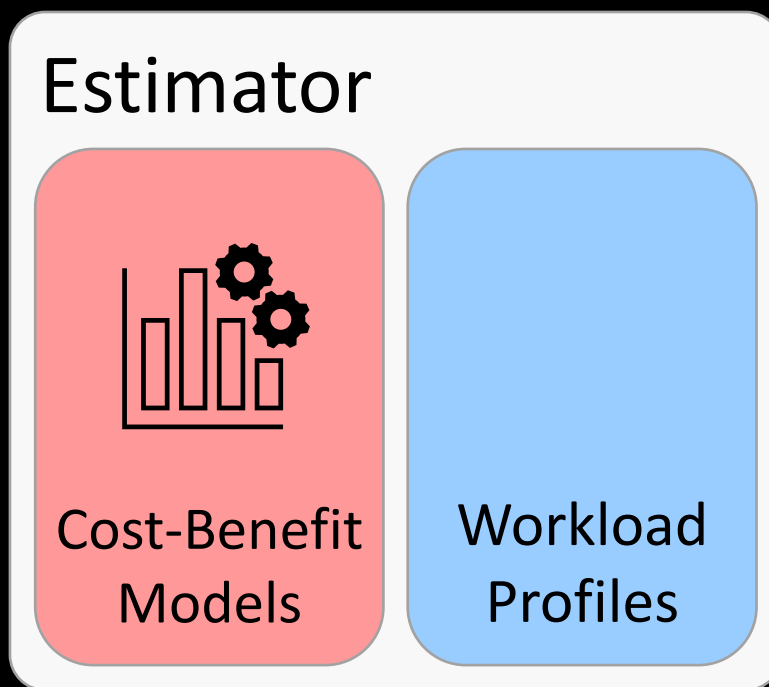 Estimator
Cost-Benefit
Models
Workload
Profiles